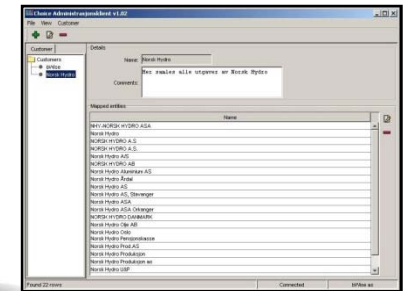 Choice Administrasjonsklient v1.02
File View Customer
Customer
Details
Customers
Norsk Hydro
Name: Norsk Hydro
Comments:
Her samles alle utgaver av Norsk Hydro
Mapped entities
Name
NHY-NORSK HYDRO ASA
Norsk Hydro
NORSK HYDRO A.S
NORSK HYDRO A.S.
Norsk Hydro A/S
NORSK HYDRO AB
Norsk Hydro Aluminium AS
Norsk Hydro Årdal
Norsk Hydro AS
Norsk Hydro AS, Stavanger
Norsk Hydro ASA
Norsk Hydro ASA Orkanger
NORSK HYDRO DANMARK
Norsk Hydro Olje AB
Norsk Hydro Oslo
Norsk Hydro Pensjonskasse
Norsk Hydro Prod.AS
Norsk Hydro Produksjon
Norsk Hydro Produksjon as
Norsk Hydro U&P
Found 22 rows
Connected